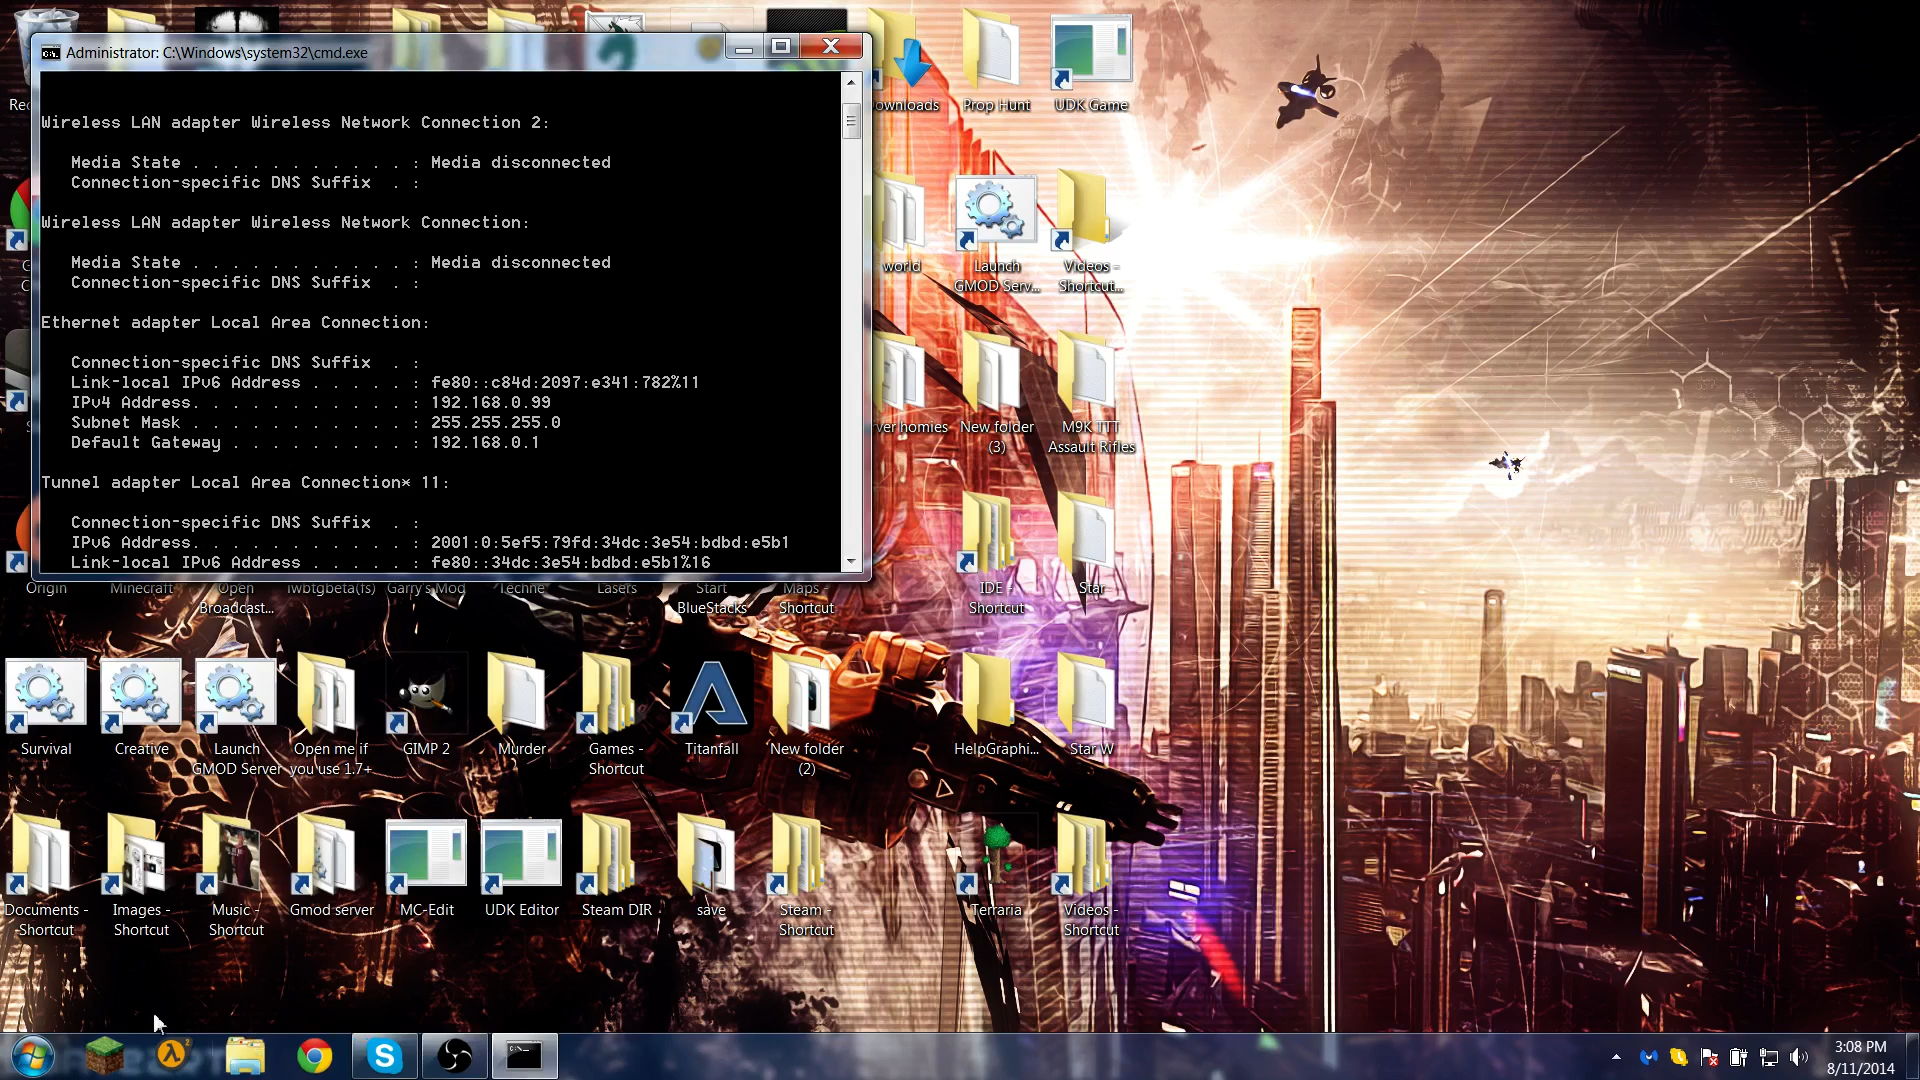 Administrator: C:\Windows\system32\cmd.exe
Wireless LAN adapter Wireless Network Connection 2:
Media State . . . . . . . . . . . : Media disconnected
Connection-specific DNS Suffix  . :
Wireless LAN adapter Wireless Network Connection:
Media State . . . . . . . . . . . : Media disconnected
Connection-specific DNS Suffix  . :
Ethernet adapter Local Area Connection:
Connection-specific DNS Suffix  . :
Link-local IPv6 Address . . . . . : fe80::c84d:2097:e341:782%11
IPv4 Address. . . . . . . . . . . : 192.168.0.99
Subnet Mask . . . . . . . . . . . : 255.255.255.0
Default Gateway . . . . . . . . . : 192.168.0.1
Tunnel adapter Local Area Connection* 11:
Connection-specific DNS Suffix  . :
IPv6 Address. . . . . . . . . . . : 2001:0:5ef5:79fd:34dc:3e54:bdbd:e5b1
Link-local IPv6 Address . . . . . : fe80::34dc:3e54:bdbd:e5b1%16
ownloads
Prop Hunt
UDK Game
world
Launch
GMOD Serv...
Videos -
Shortcut...
ver homies
New folder
(3)
M9K TTT
Assault Rifles
Origin
Minecraft
Open
Broadcast...
iwbtgbeta(fs)
Garry's Mod
Techne
Lasers
Start
BlueStacks
Maps -
Shortcut
IDE -
Shortcut
Star
Survival
Creative
Launch
GMOD Server
Open me if
you use 1.7+
GIMP 2
Murder
Games -
Shortcut
Titanfall
New folder
(2)
HelpGraphi...
Star W
Documents -
Shortcut
Images -
Shortcut
Music -
Shortcut
Gmod server
MC-Edit
UDK Editor
Steam DIR
save
Steam -
Shortcut
Terraria
Videos -
Shortcut
3:08 PM
8/11/2014